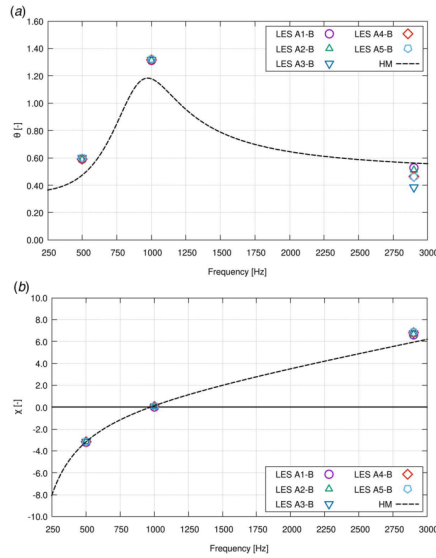 (a)
1.60
1.40
1.20
1.00
0.80
0.60
0.40
0.20
0.00
θ [-]
LES A1-B LES A4-B
LES A2-B LES A5-B
LES A3-B HM
250 500 750 1000 1250 1500 1750 2000 2250 2500 2750 3000
Frequency [Hz]
(b)
10.0
8.0
6.0
4.0
2.0
0.0
-2.0
-4.0
-6.0
-8.0
-10.0
χ [-]
LES A1-B LES A4-B
LES A2-B LES A5-B
LES A3-B HM
250 500 750 1000 1250 1500 1750 2000 2250 2500 2750 3000
Frequency [Hz]